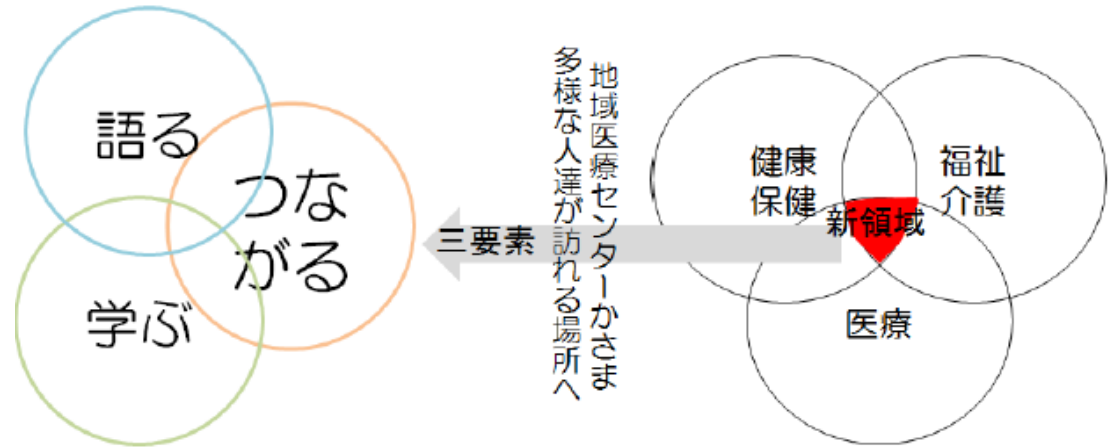 語る
つな
がる
学ぶ
三要素
地域医療センターかさま
多様な人達が訪れる場所へ
健康
保健
福祉
介護
新領域
医療